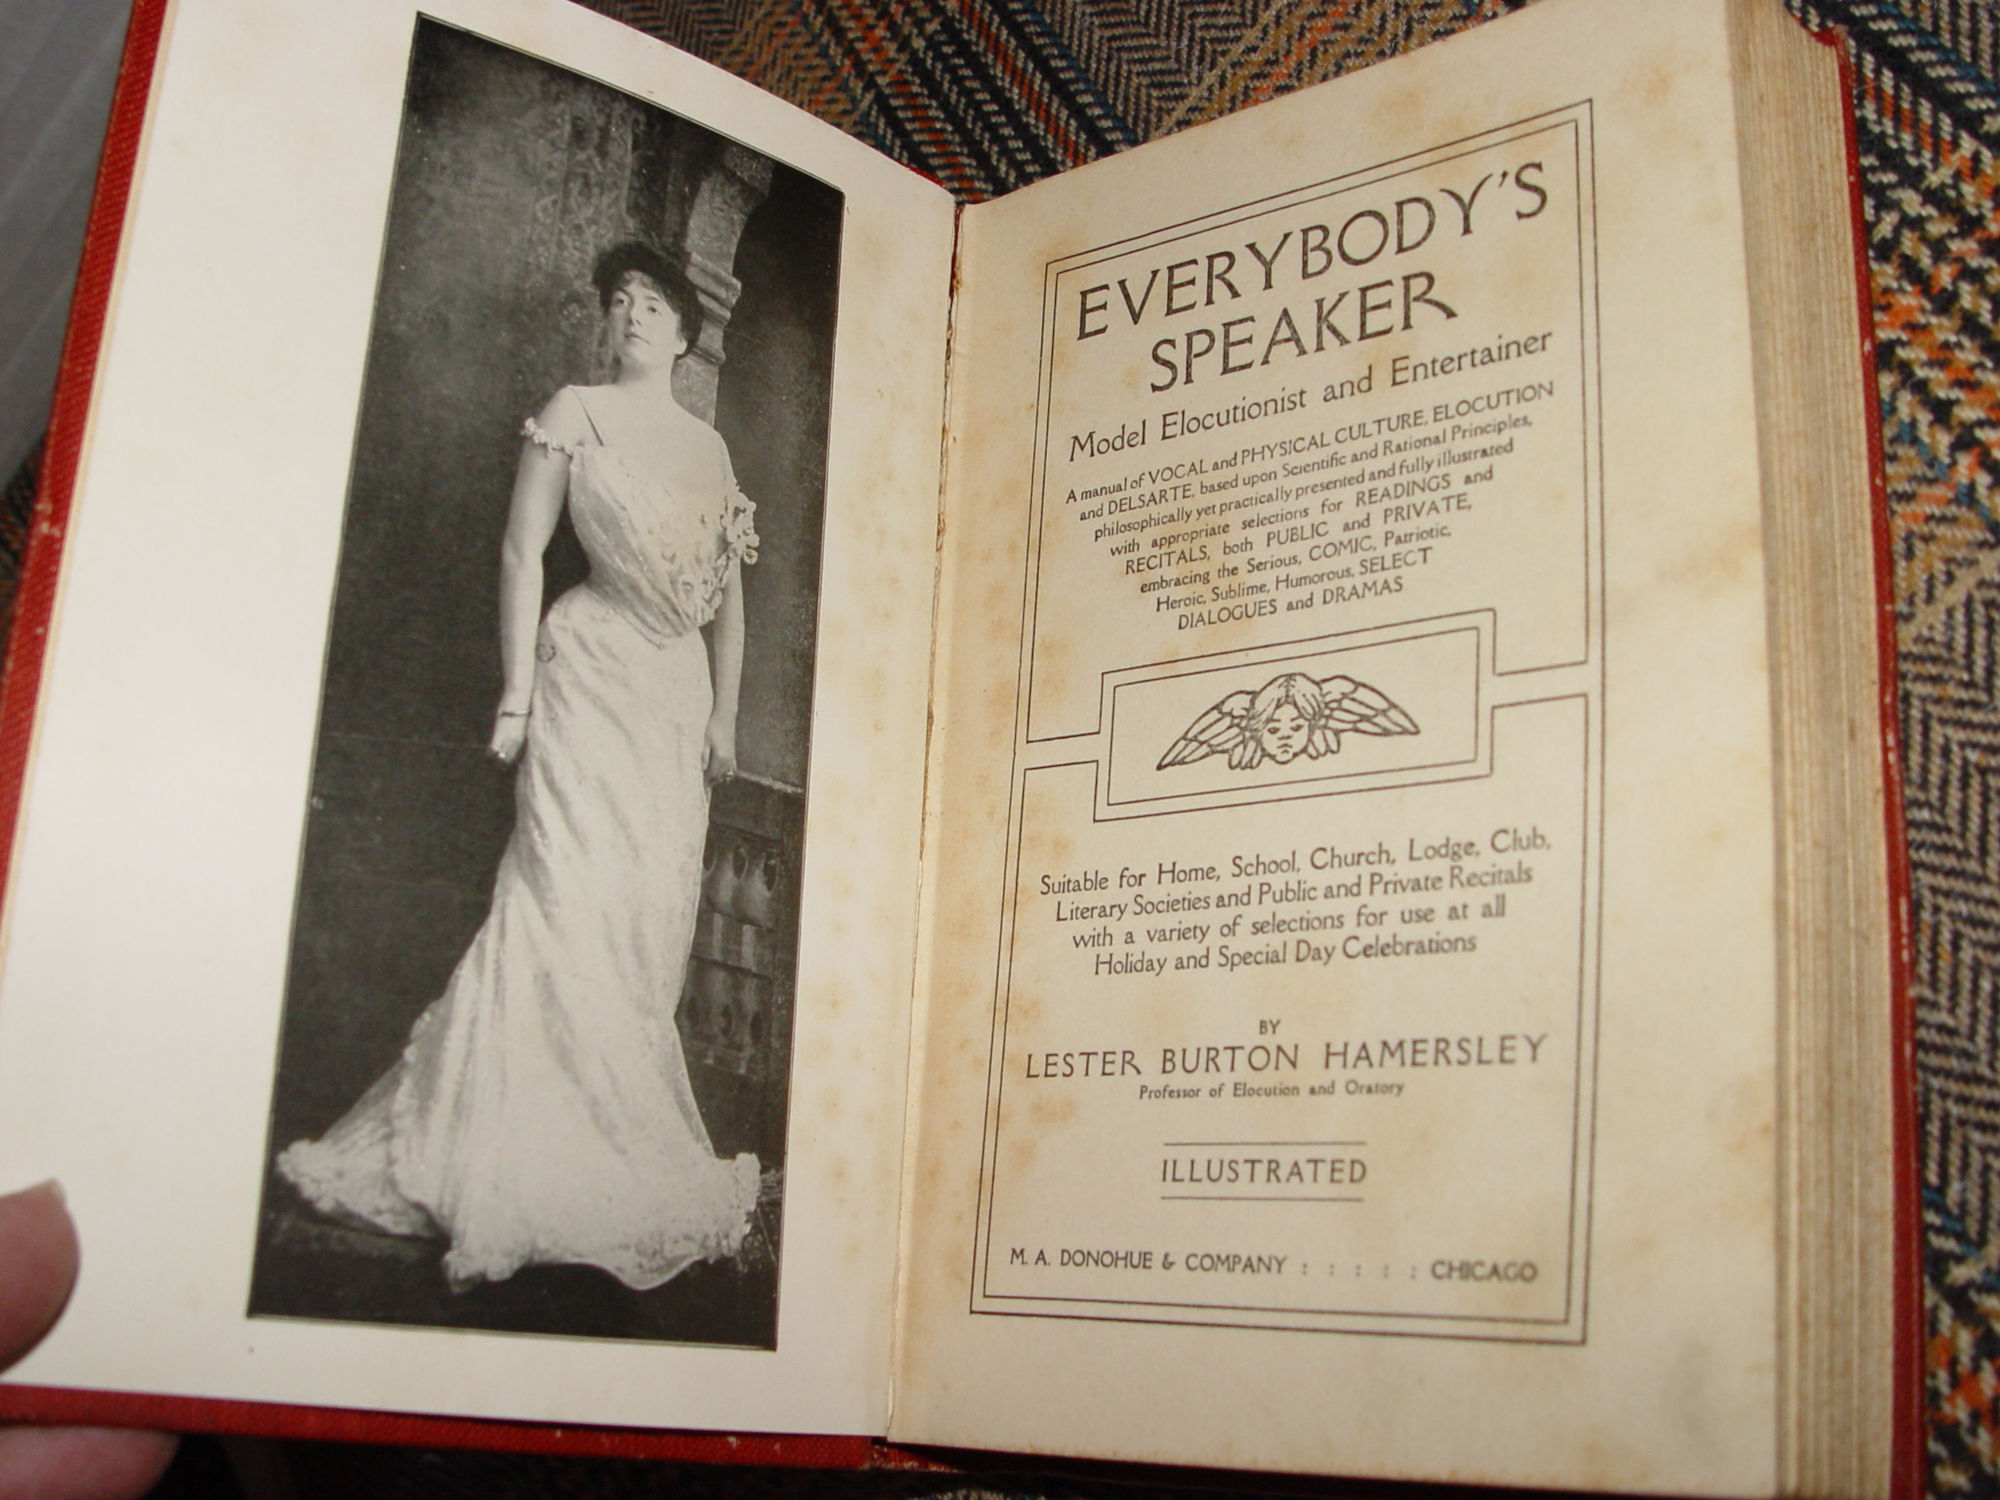 EVERYBODY'S
SPEAKER
Model Elocutionist and Entertainer
A manual of VOCAL and PHYSICAL CULTURE, ELOCUTION
and DELSARTE, based upon Scientific and Rational Principles,
philosophically yet practically presented and fully illustrated
with appropriate selections for READINGS and
RECITALS, both PUBLIC and PRIVATE,
embracing the Serious, COMIC, Patriotic,
Heroic, Sublime, Humorous, SELECT
DIALOGUES and DRAMAS
Suitable for Home, School, Church, Lodge, Club,
Literary Societies and Public and Private Recitals
with a variety of selections for use at all
Holiday and Special Day Celebrations
BY
LESTER BURTON HAMERSLEY
Professor of Elocution and Oratory
ILLUSTRATED
M. A. DONOHUE & COMPANY : : : : : CHICAGO